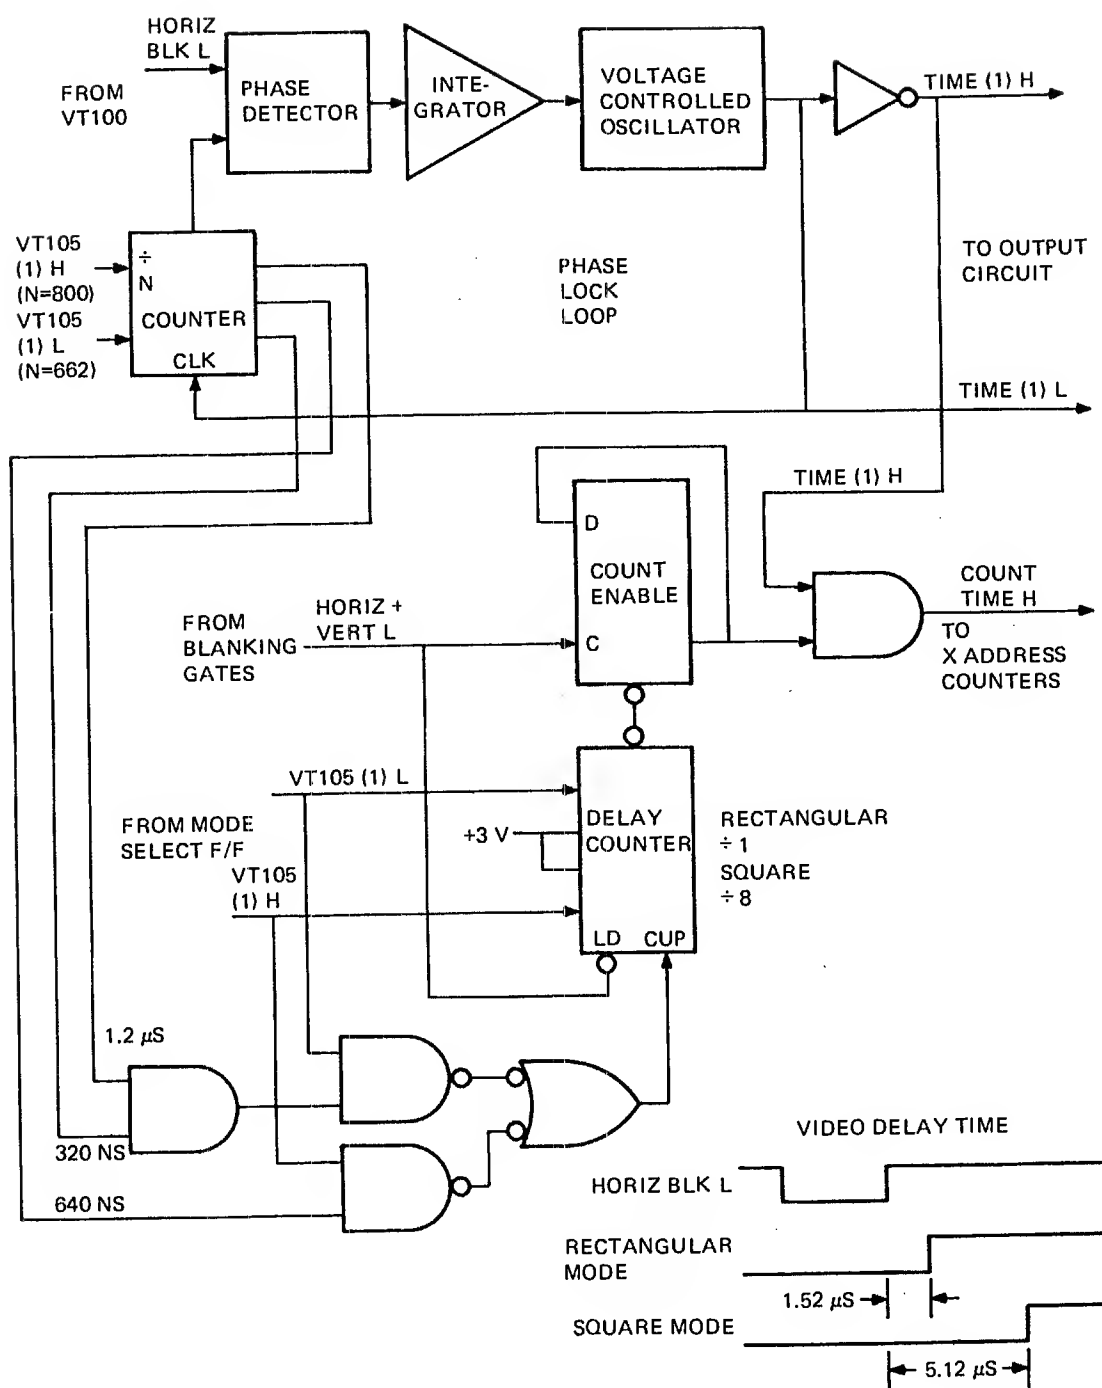 HORIZ
BLK L
FROM
VT100
PHASE
DETECTOR
INTE-
GRATOR
VOLTAGE
CONTROLLED
OSCILLATOR
TIME (1) H
VT105
(1) H
(N=800)
VT105
(1) L
(N=662)
÷
N
COUNTER
CLK
PHASE
LOCK
LOOP
TO OUTPUT
CIRCUIT
TIME (1) L
TIME (1) H
D
COUNT
ENABLE
C
FROM
BLANKING
GATES
HORIZ +
VERT L
COUNT
TIME H
TO
X ADDRESS
COUNTERS
VT105 (1) L
FROM MODE
SELECT F/F
+3 V
VT105
(1) H
DELAY
COUNTER
LD CUP
RECTANGULAR
÷ 1
SQUARE
÷ 8
1.2 µS
320 NS
640 NS
VIDEO DELAY TIME
HORIZ BLK L
RECTANGULAR
MODE
1.52 µS
SQUARE MODE
5.12 µS